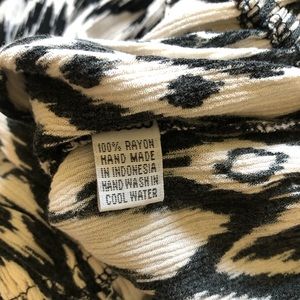 100% RAYON
HAND MADE
IN INDONESIA
HAND WASH IN
COOL WATER